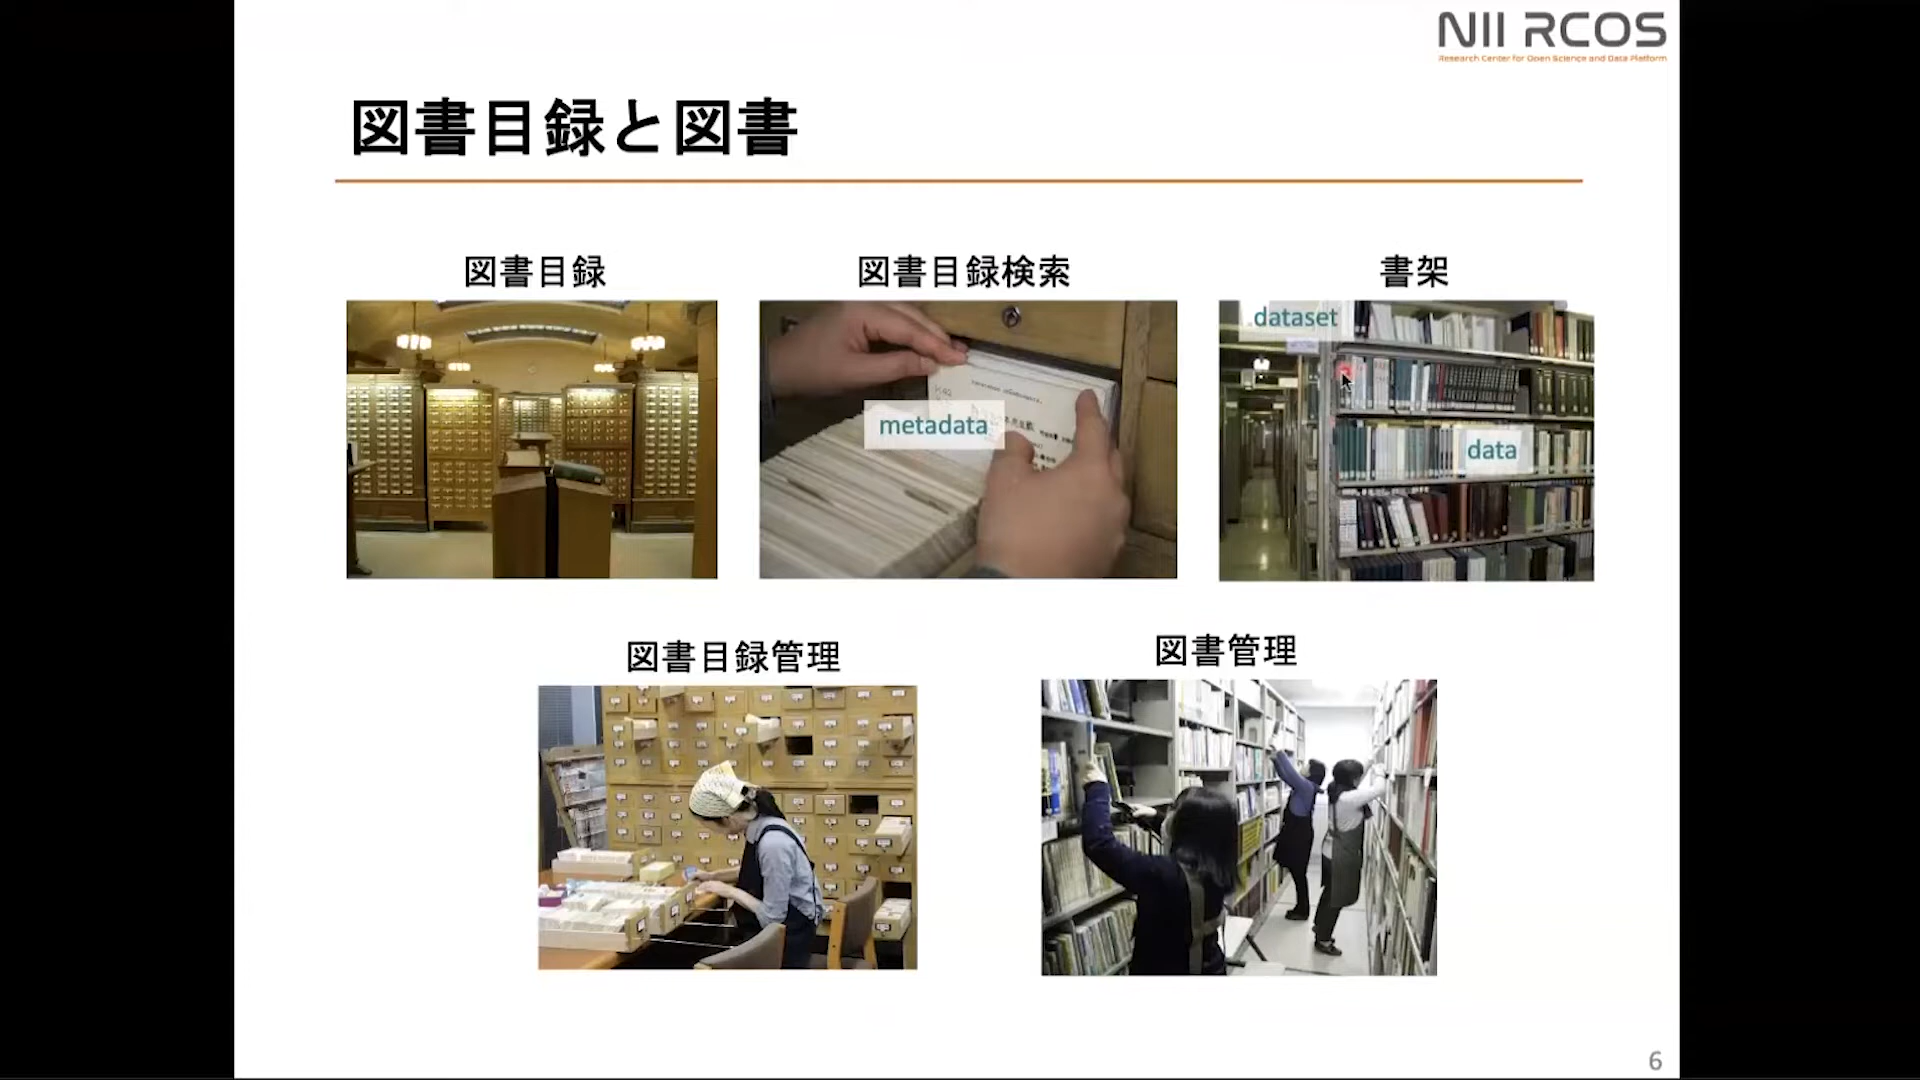 NII RCOS
Research Center for Open Science and Data Platform
図書目録と図書
図書目録
図書目録検索
書架
dataset
metadata
data
図書目録管理
図書管理
6